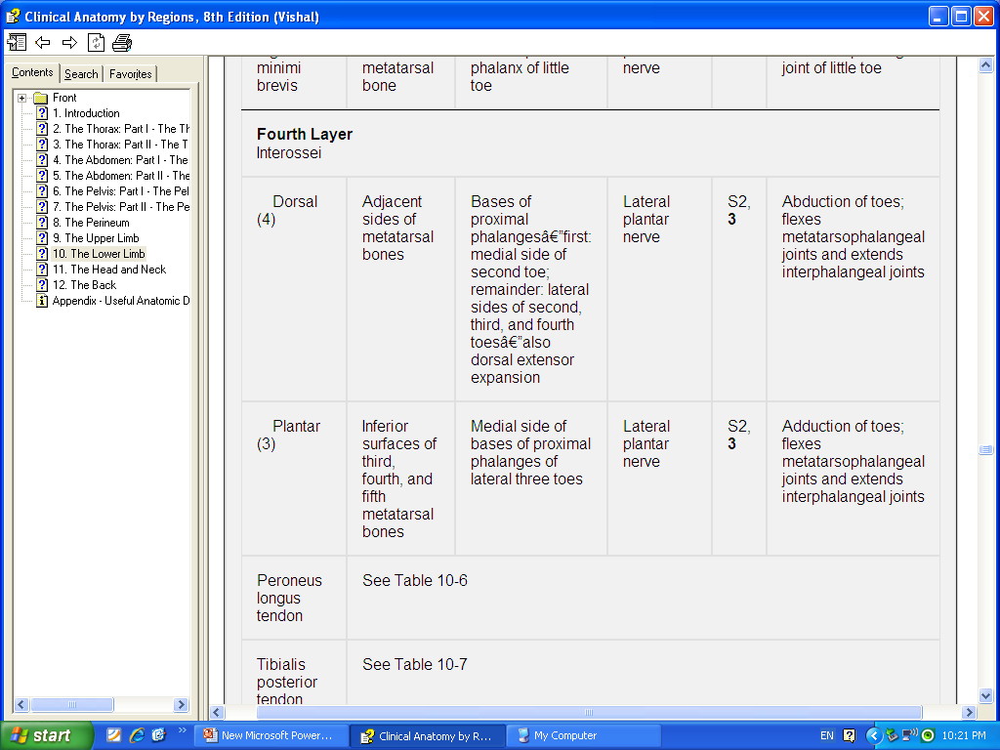 Clinical Anatomy by Regions, 8th Edition (Vishal)
Contents Search Favorites
Front
1. Introduction
2. The Thorax: Part I - The Th
3. The Thorax: Part II - The T
4. The Abdomen: Part I - The
5. The Abdomen: Part II - The
6. The Pelvis: Part I - The Pel
7. The Pelvis: Part II - The Pe
8. The Perineum
9. The Upper Limb
10. The Lower Limb
11. The Head and Neck
12. The Back
Appendix - Useful Anatomic D
minimi
brevis
metatarsal
bone
phalanx of little
toe
nerve
joint of little toe
Fourth Layer
Interossei
Dorsal
(4)
Adjacent
sides of
metatarsal
bones
Bases of
proximal
phalangesâ€”first:
medial side of
second toe;
remainder: lateral
sides of second,
third, and fourth
toesâ€”also
dorsal extensor
expansion
Lateral
plantar
nerve
S2,
3
Abduction of toes;
flexes
metatarsophalangeal
joints and extends
interphalangeal joints
Plantar
(3)
Inferior
surfaces of
third,
fourth, and
fifth
metatarsal
bones
Medial side of
bases of proximal
phalanges of
lateral three toes
Lateral
plantar
nerve
S2,
3
Adduction of toes;
flexes
metatarsophalangeal
joints and extends
interphalangeal joints
Peroneus
longus
tendon
See Table 10-6
Tibialis
posterior
tendon
See Table 10-7
start
New Microsoft Power...
Clinical Anatomy by R...
My Computer
EN
10:21 PM